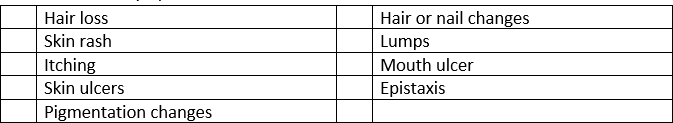 Hair loss Hair or nail changes
Skin rash Lumps
Itching Mouth ulcer
Skin ulcers Epistaxis
Pigmentation changes